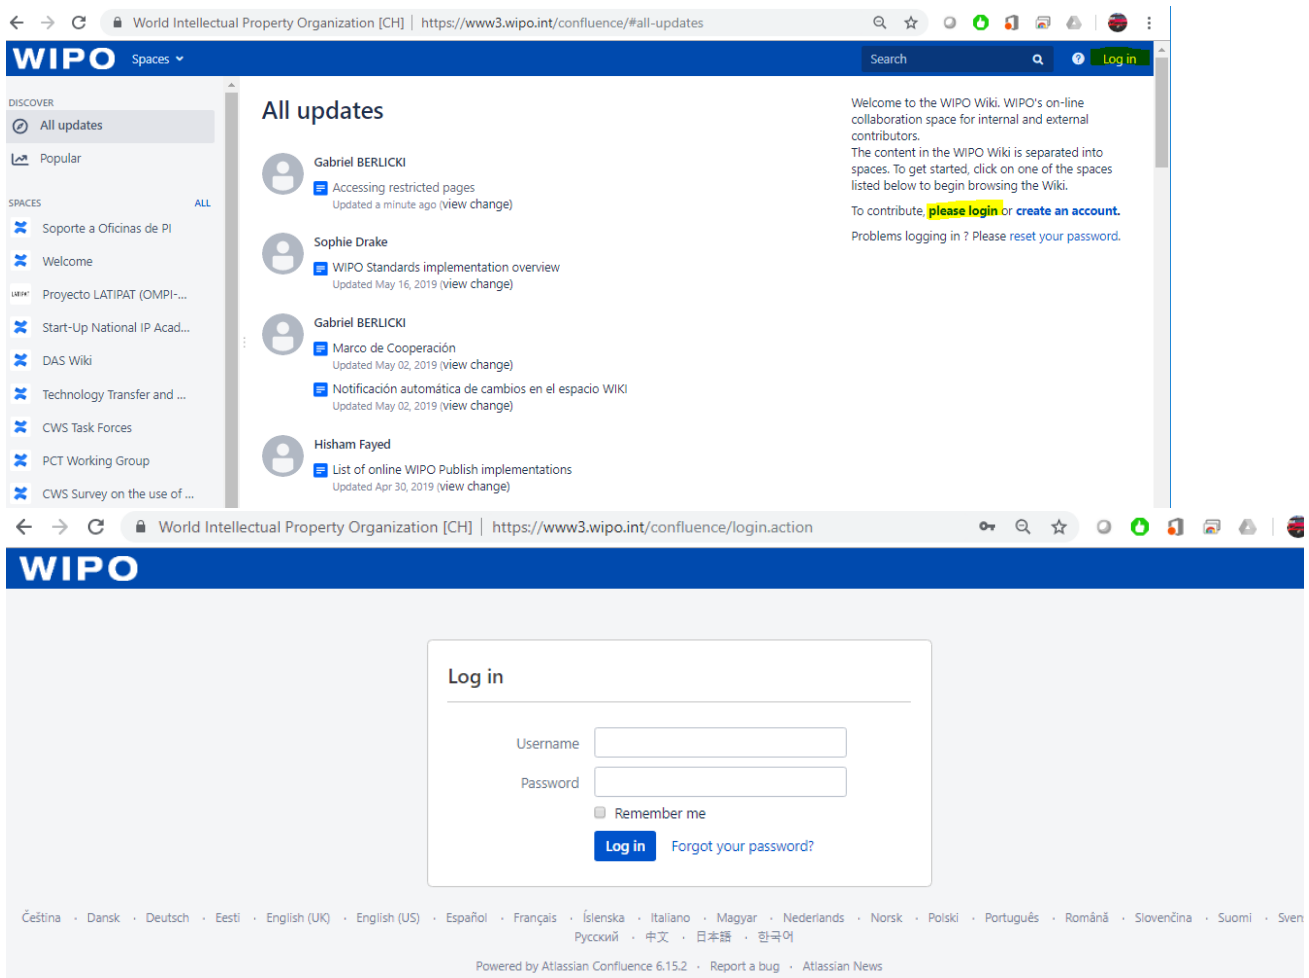 World Intellectual Property Organization [CH] | https://www3.wipo.int/confluence/#all-updates
WIPO Spaces Search Log in
DISCOVER
All updates
Popular
SPACES ALL
Soporte a Oficinas de PI
Welcome
Proyecto LATIPAT (OMPI-...
Start-Up National IP Acad...
DAS Wiki
Technology Transfer and ...
CWS Task Forces
PCT Working Group
CWS Survey on the use of ...
All updates
Gabriel BERLICKI
Accessing restricted pages
Updated a minute ago (view change)
Sophie Drake
WIPO Standards implementation overview
Updated May 16, 2019 (view change)
Gabriel BERLICKI
Marco de Cooperación
Updated May 02, 2019 (view change)
Notificación automática de cambios en el espacio WIKI
Updated May 02, 2019 (view change)
Hisham Fayed
List of online WIPO Publish implementations
Updated Apr 30, 2019 (view change)
Welcome to the WIPO Wiki. WIPO's on-line
collaboration space for internal and external
contributors.
The content in the WIPO Wiki is separated into
spaces. To get started, click on one of the spaces
listed below to begin browsing the Wiki.
To contribute, please login or create an account.
Problems logging in ? Please reset your password.
World Intellectual Property Organization [CH] | https://www3.wipo.int/confluence/login.action
WIPO
Log in
Username
Password
Remember me
Log in Forgot your password?
Čeština · Dansk · Deutsch · Eesti · English (UK) · English (US) · Español · Français · Íslenska · Italiano · Magyar · Nederlands · Norsk · Polski · Português · Română · Slovenčina · Suomi · Sven
Русский · 中文 · 日本語 · 한국어
Powered by Atlassian Confluence 6.15.2 · Report a bug · Atlassian News